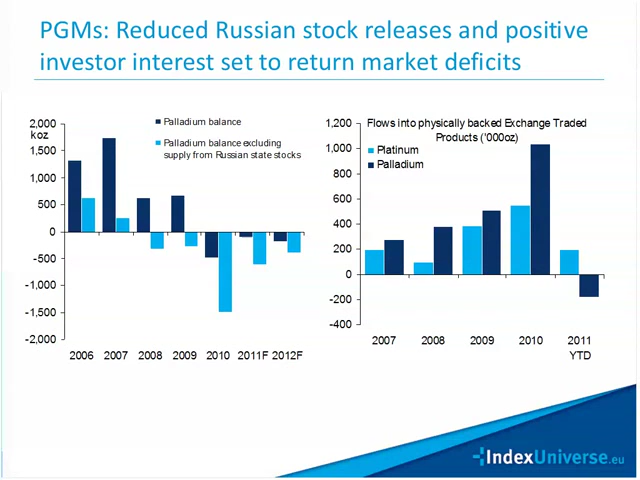 PGMs: Reduced Russian stock releases and positive
investor interest set to return market deficits
2,000
koz
1,500
1,000
500
0
-500
-1,000
-1,500
-2,000
Palladium balance
Palladium balance excluding
supply from Russian state stocks
2006 2007 2008 2009 2010 2011F 2012F
1,200
1,000
800
600
400
200
0
-200
-400
Flows into physically backed Exchange Traded
Products ('000oz)
Platinum
Palladium
2007 2008 2009 2010 2011
YTD
IndexUniverse.eu